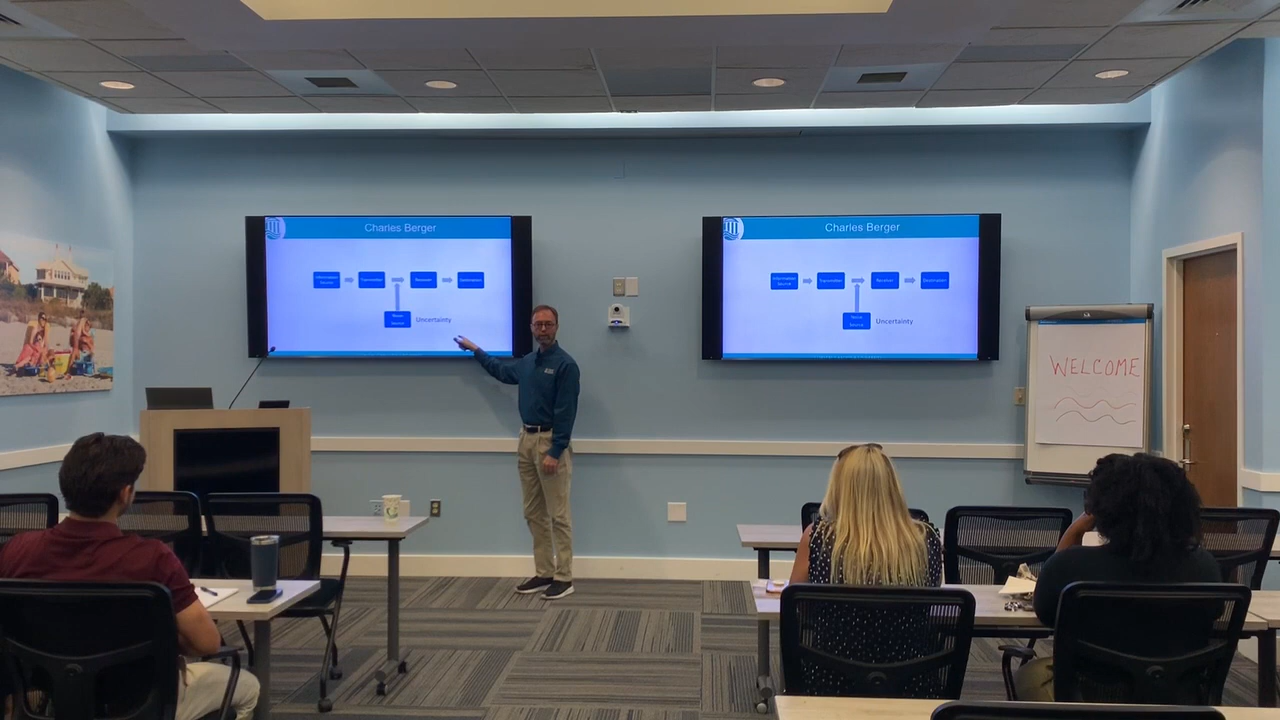 Charles Berger
Information
Source
Transmitter
Receiver
Destination
Noise
Source
Uncertainty
Charles Berger
Information
Source
Transmitter
Receiver
Destination
Noise
Source
Uncertainty
WELCOME